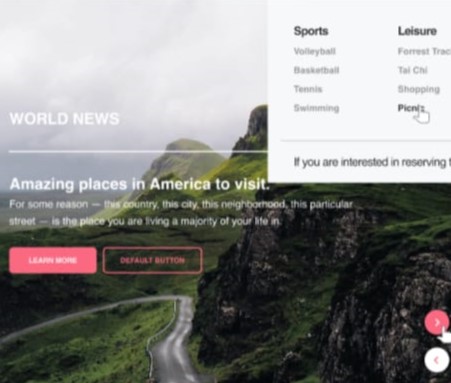 Sports
Leisure
Volleyball
Basketball
Tai Chi
Tennis
Shopping
Swimming
Picnic
If you are interested in reserving
WORLD NEWS
Amazing places in America to visit.
For some reason — this country, this city, this neighborhood, this particular
street — is the place you are living a majority of your life in.
LEARN MORE
DEFAULT BUTTON